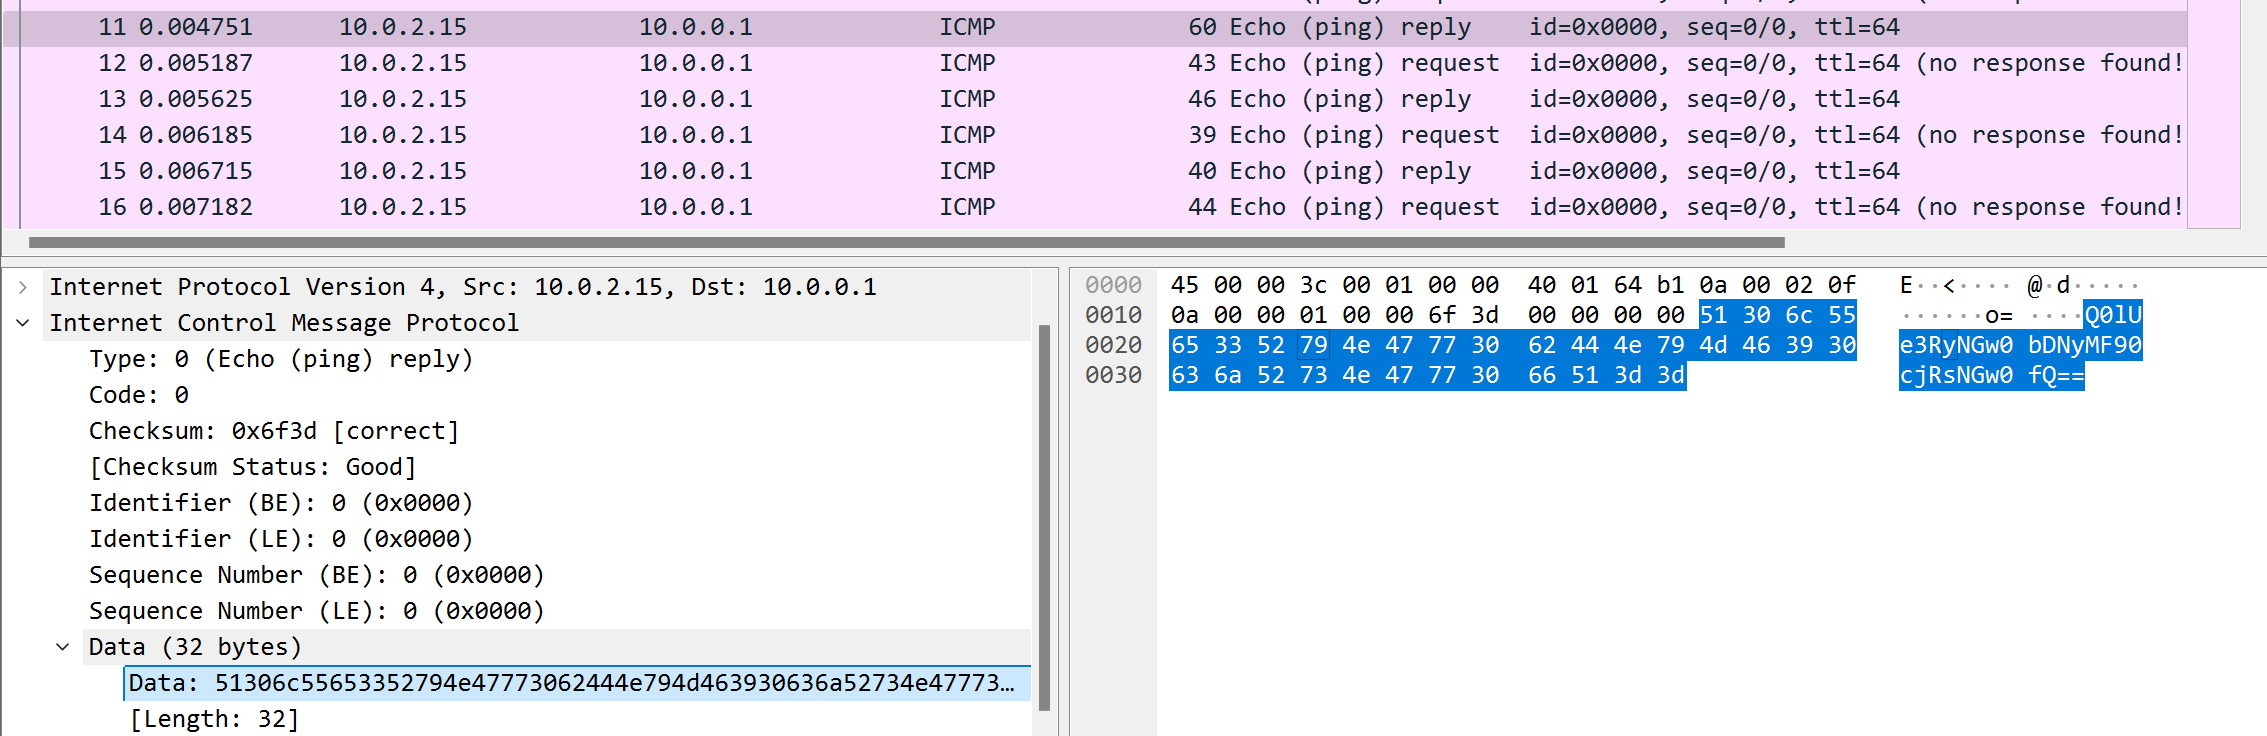 11 0.004751 10.0.2.15 10.0.0.1 ICMP 60 Echo (ping) reply id=0x0000, seq=0/0, ttl=64
12 0.005187 10.0.2.15 10.0.0.1 ICMP 43 Echo (ping) request id=0x0000, seq=0/0, ttl=64 (no response found!
13 0.005625 10.0.2.15 10.0.0.1 ICMP 46 Echo (ping) reply id=0x0000, seq=0/0, ttl=64
14 0.006185 10.0.2.15 10.0.0.1 ICMP 39 Echo (ping) request id=0x0000, seq=0/0, ttl=64 (no response found!
15 0.006715 10.0.2.15 10.0.0.1 ICMP 40 Echo (ping) reply id=0x0000, seq=0/0, ttl=64
16 0.007182 10.0.2.15 10.0.0.1 ICMP 44 Echo (ping) request id=0x0000, seq=0/0, ttl=64 (no response found!
Internet Protocol Version 4, Src: 10.0.2.15, Dst: 10.0.0.1
Internet Control Message Protocol
Type: 0 (Echo (ping) reply)
Code: 0
Checksum: 0x6f3d [correct]
[Checksum Status: Good]
Identifier (BE): 0 (0x0000)
Identifier (LE): 0 (0x0000)
Sequence Number (BE): 0 (0x0000)
Sequence Number (LE): 0 (0x0000)
Data (32 bytes)
Data: 51306c55653352794e47773062444e794d463930636a52734e47773…
[Length: 32]
0000 45 00 00 3c 00 01 00 00 40 01 64 b1 0a 00 02 0f E··<···· @·d·····
0010 0a 00 00 01 00 00 6f 3d 00 00 00 00 51 30 6c 55 ······o= ····Q0lU
0020 65 33 52 79 4e 47 77 30 62 44 4e 79 4d 46 39 30 e3RyNGw0 bDNyMF90
0030 63 6a 52 73 4e 47 77 30 66 51 3d 3d cjRsNGw0 fQ==